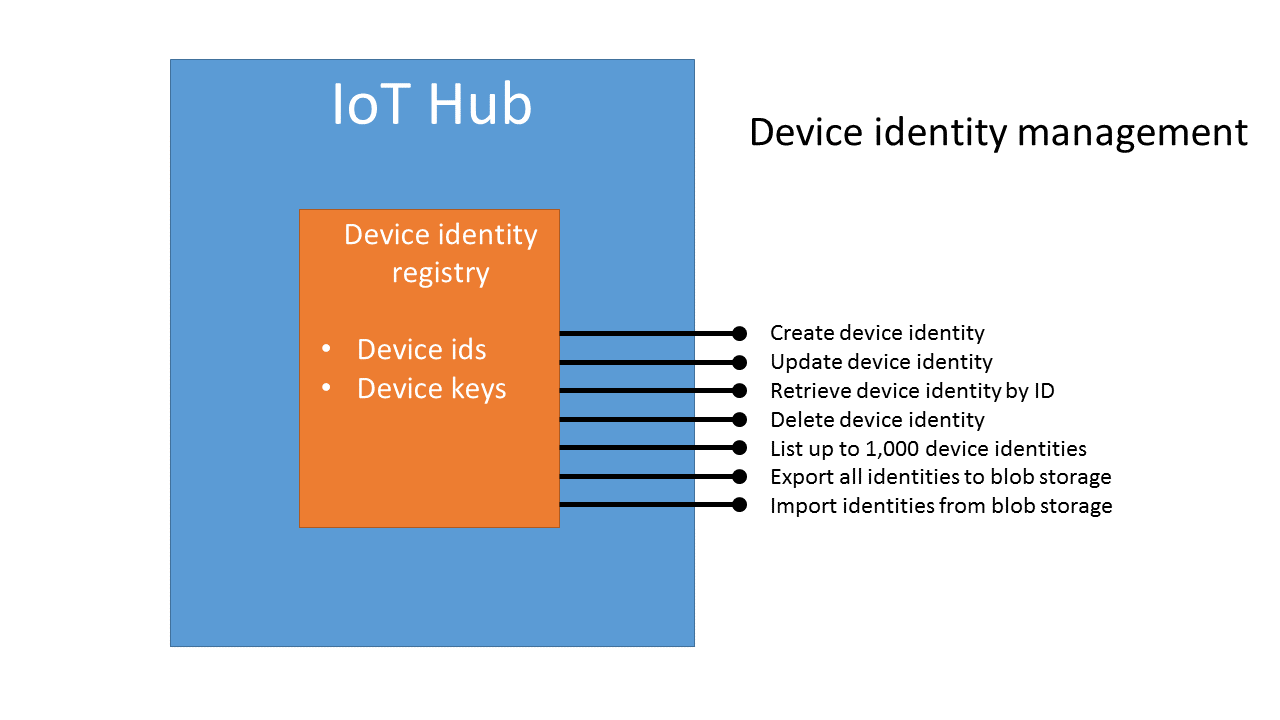 IoT Hub
Device identity management
Device identity
registry
• Device ids
• Device keys
Create device identity
Update device identity
Retrieve device identity by ID
Delete device identity
List up to 1,000 device identities
Export all identities to blob storage
Import identities from blob storage